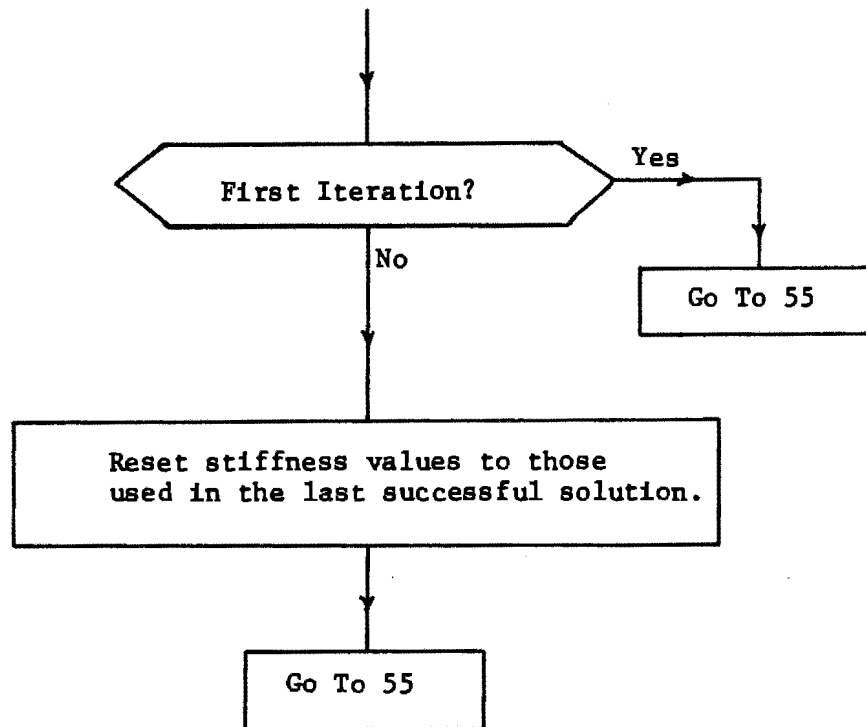 Yes
First Iteration?
No
Go To 55
Reset stiffness values to those
used in the last successful solution.
Go To 55